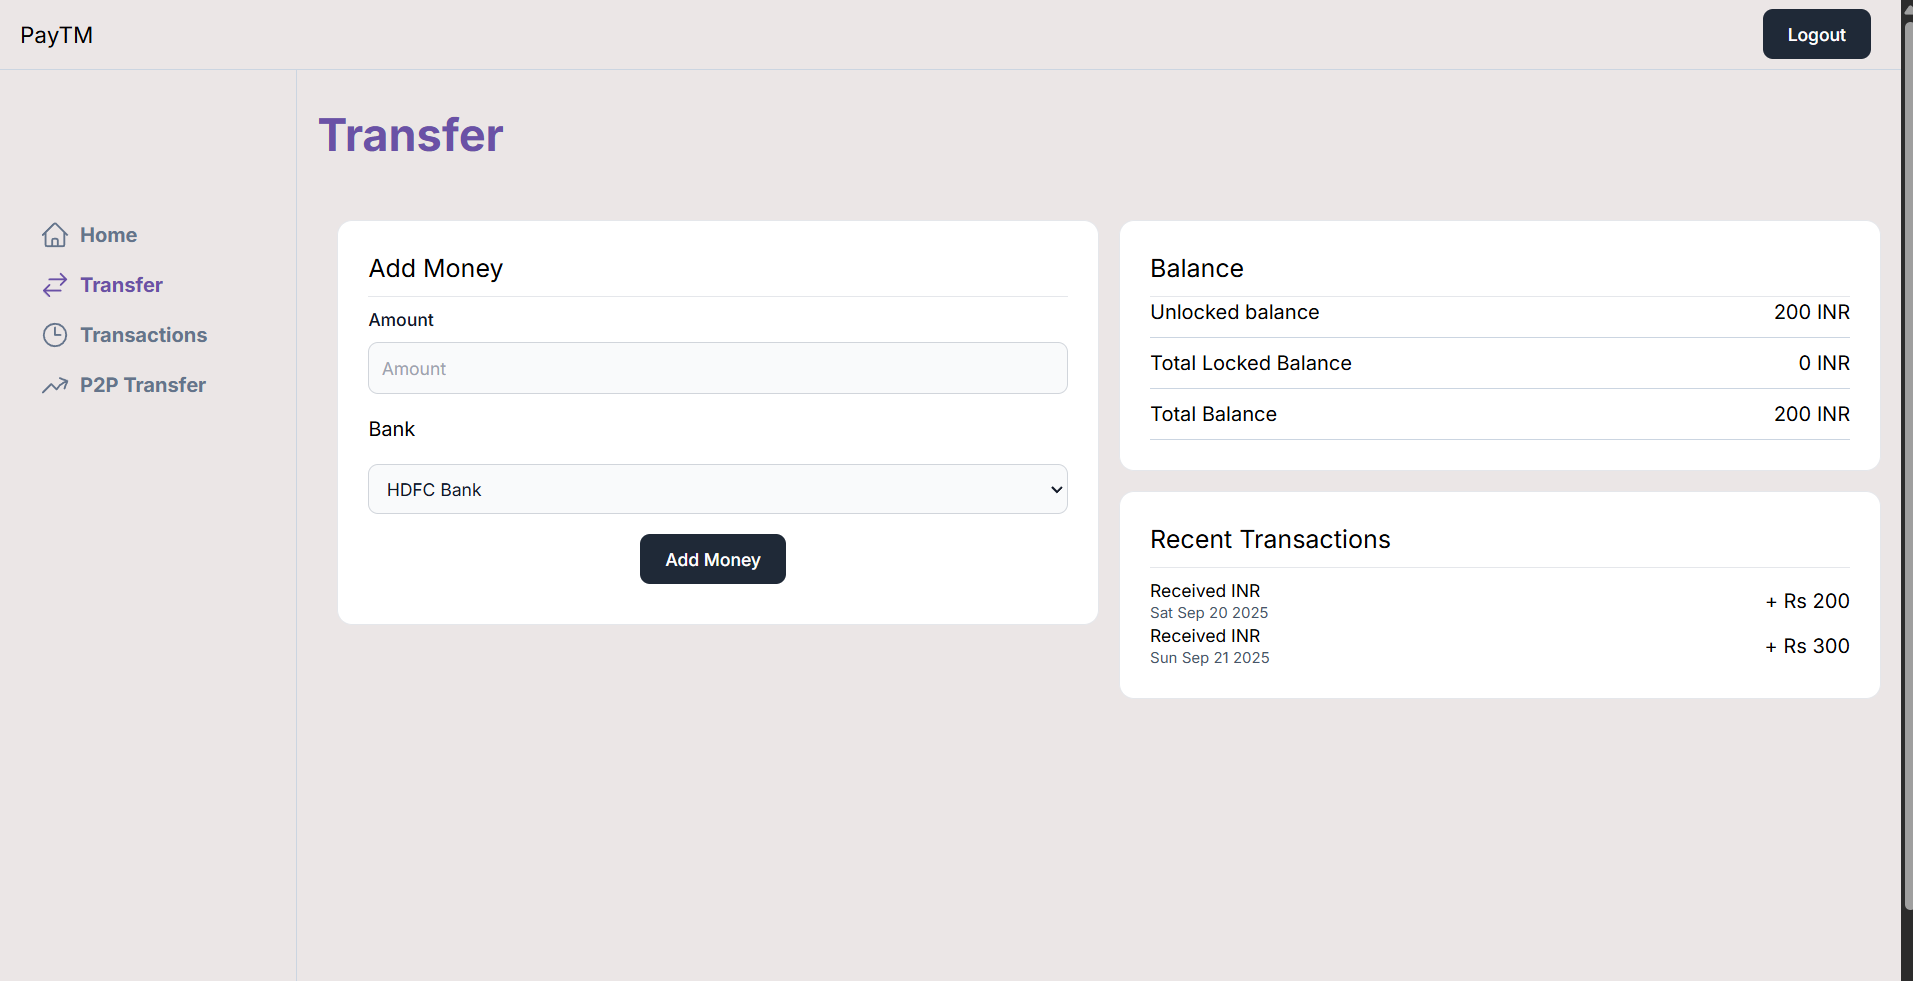 PayTM
Logout
Transfer
Home
Transfer
Transactions
P2P Transfer
Add Money
Amount
Amount
Bank
HDFC Bank
Add Money
Balance
Unlocked balance 200 INR
Total Locked Balance 0 INR
Total Balance 200 INR
Recent Transactions
Received INR
Sat Sep 20 2025
+ Rs 200
Received INR
Sun Sep 21 2025
+ Rs 300